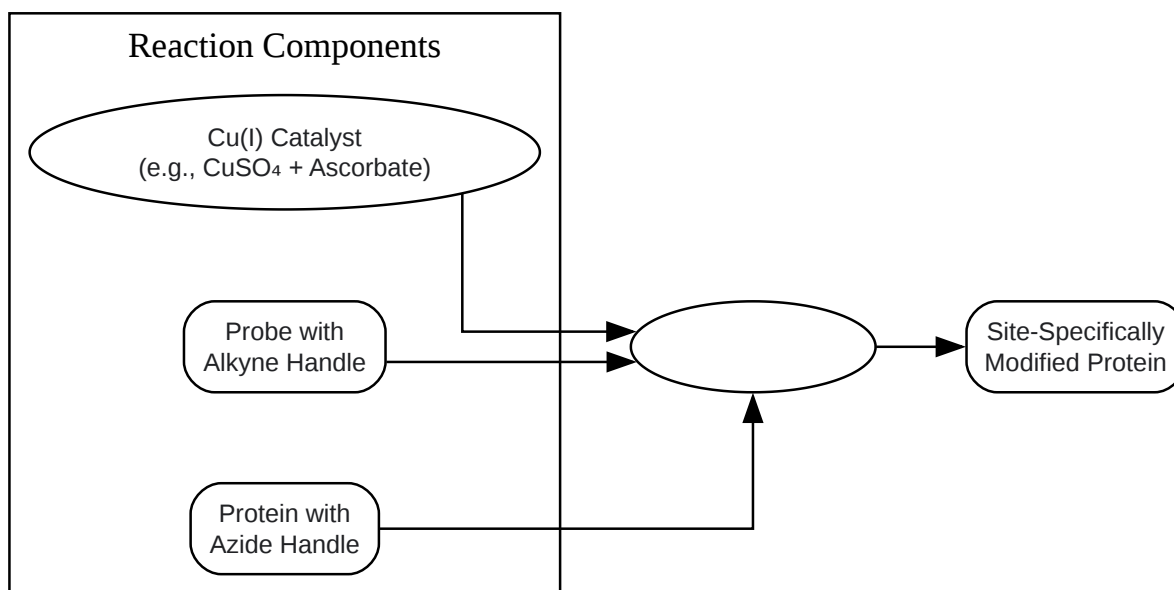 Reaction Components
Cu(I) Catalyst
(e.g., CuSO₄ + Ascorbate)
Probe with
Alkyne Handle
Site-Specifically
Modified Protein
Protein with
Azide Handle